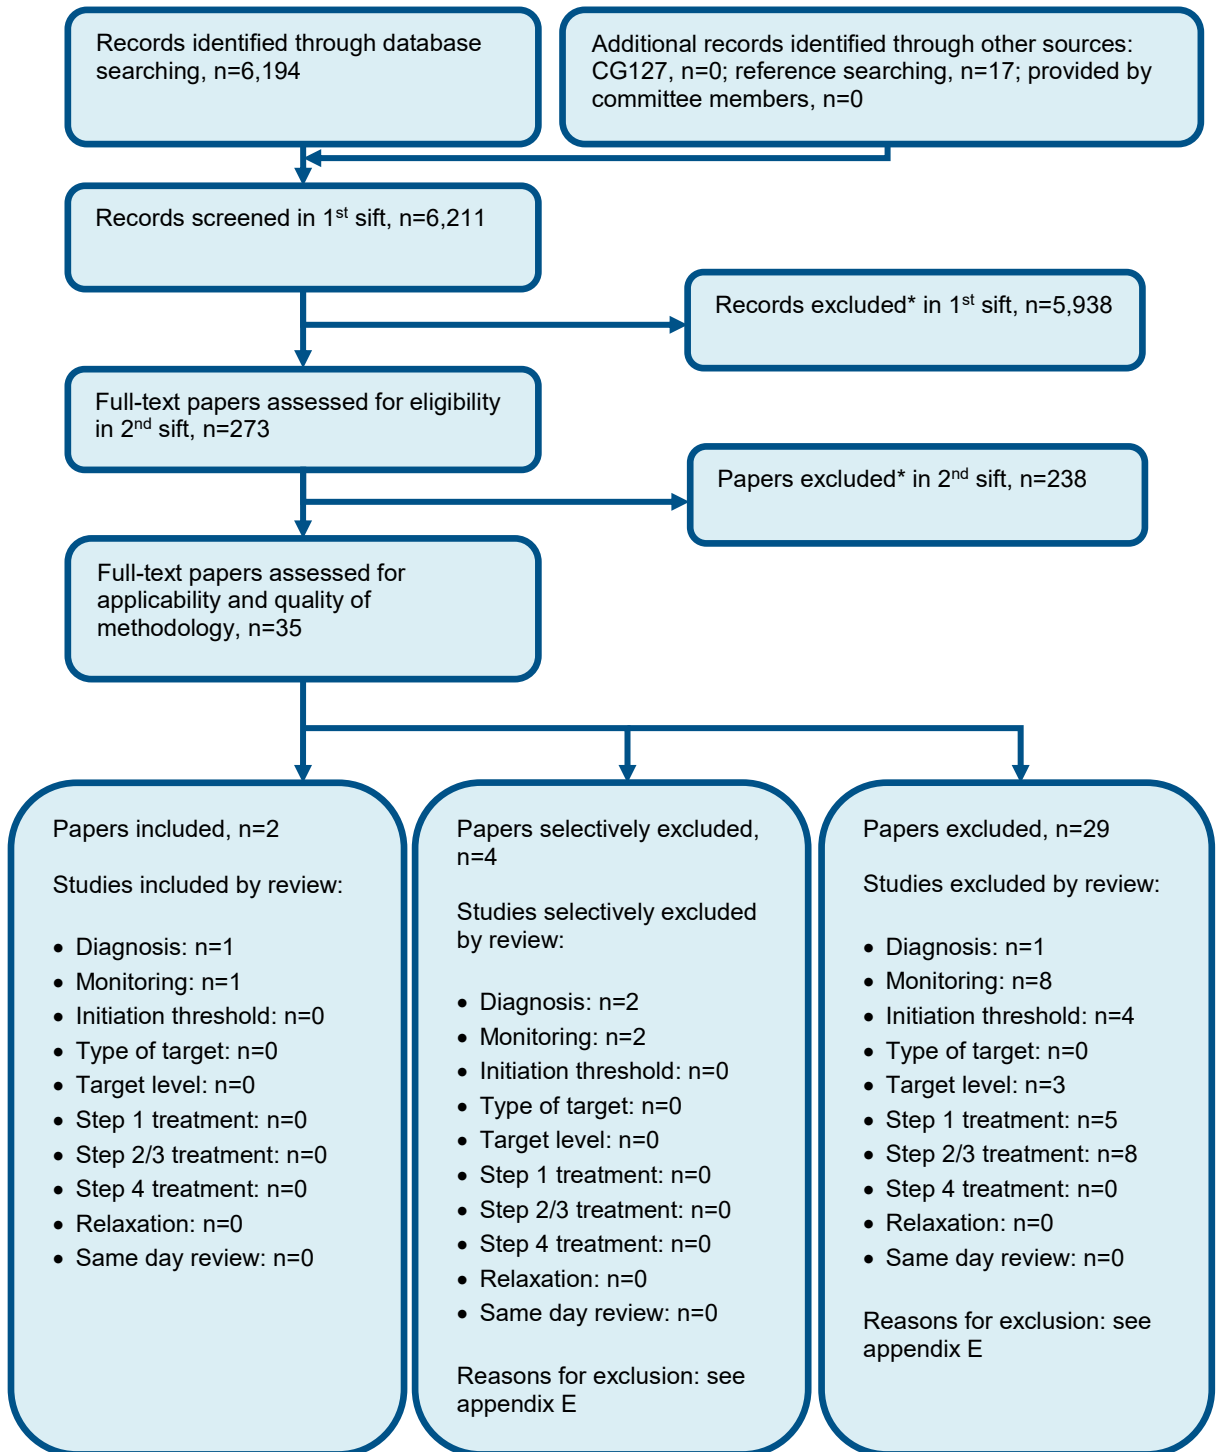 Records identified through database
searching, n=6,194
Additional records identified through other sources:
CG127, n=0; reference searching, n=17; provided by
committee members, n=0
Records screened in 1st sift, n=6,211
Records excluded* in 1st sift, n=5,938
Full-text papers assessed for eligibility
in 2nd sift, n=273
Papers excluded* in 2nd sift, n=238
Full-text papers assessed for
applicability and quality of
methodology, n=35
Papers included, n=2
Studies included by review:
• Diagnosis: n=1
• Monitoring: n=1
• Initiation threshold: n=0
• Type of target: n=0
• Target level: n=0
• Step 1 treatment: n=0
• Step 2/3 treatment: n=0
• Step 4 treatment: n=0
• Relaxation: n=0
• Same day review: n=0
Papers selectively excluded,
n=4
Studies selectively excluded
by review:
• Diagnosis: n=2
• Monitoring: n=2
• Initiation threshold: n=0
• Type of target: n=0
• Target level: n=0
• Step 1 treatment: n=0
• Step 2/3 treatment: n=0
• Step 4 treatment: n=0
• Relaxation: n=0
• Same day review: n=0
Reasons for exclusion: see
appendix E
Papers excluded, n=29
Studies excluded by review:
• Diagnosis: n=1
• Monitoring: n=8
• Initiation threshold: n=4
• Type of target: n=0
• Target level: n=3
• Step 1 treatment: n=5
• Step 2/3 treatment: n=8
• Step 4 treatment: n=0
• Relaxation: n=0
• Same day review: n=0
Reasons for exclusion: see
appendix E